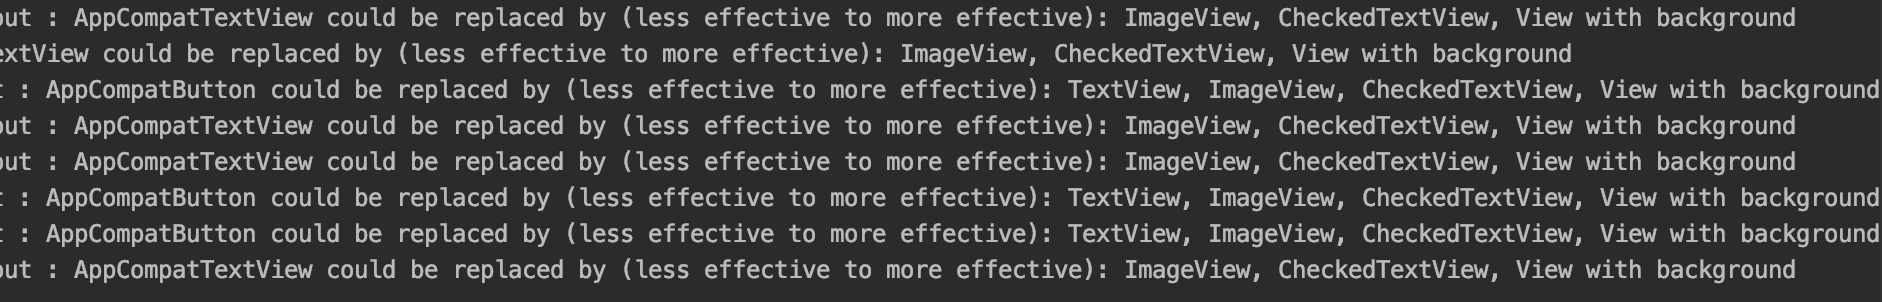 out : AppCompatTextView could be replaced by (less effective to more effective): ImageView, CheckedTextView, View with background
extView could be replaced by (less effective to more effective): ImageView, CheckedTextView, View with background
t : AppCompatButton could be replaced by (less effective to more effective): TextView, ImageView, CheckedTextView, View with background
out : AppCompatTextView could be replaced by (less effective to more effective): ImageView, CheckedTextView, View with background
out : AppCompatTextView could be replaced by (less effective to more effective): ImageView, CheckedTextView, View with background
t : AppCompatButton could be replaced by (less effective to more effective): TextView, ImageView, CheckedTextView, View with background
t : AppCompatButton could be replaced by (less effective to more effective): TextView, ImageView, CheckedTextView, View with background
out : AppCompatTextView could be replaced by (less effective to more effective): ImageView, CheckedTextView, View with background